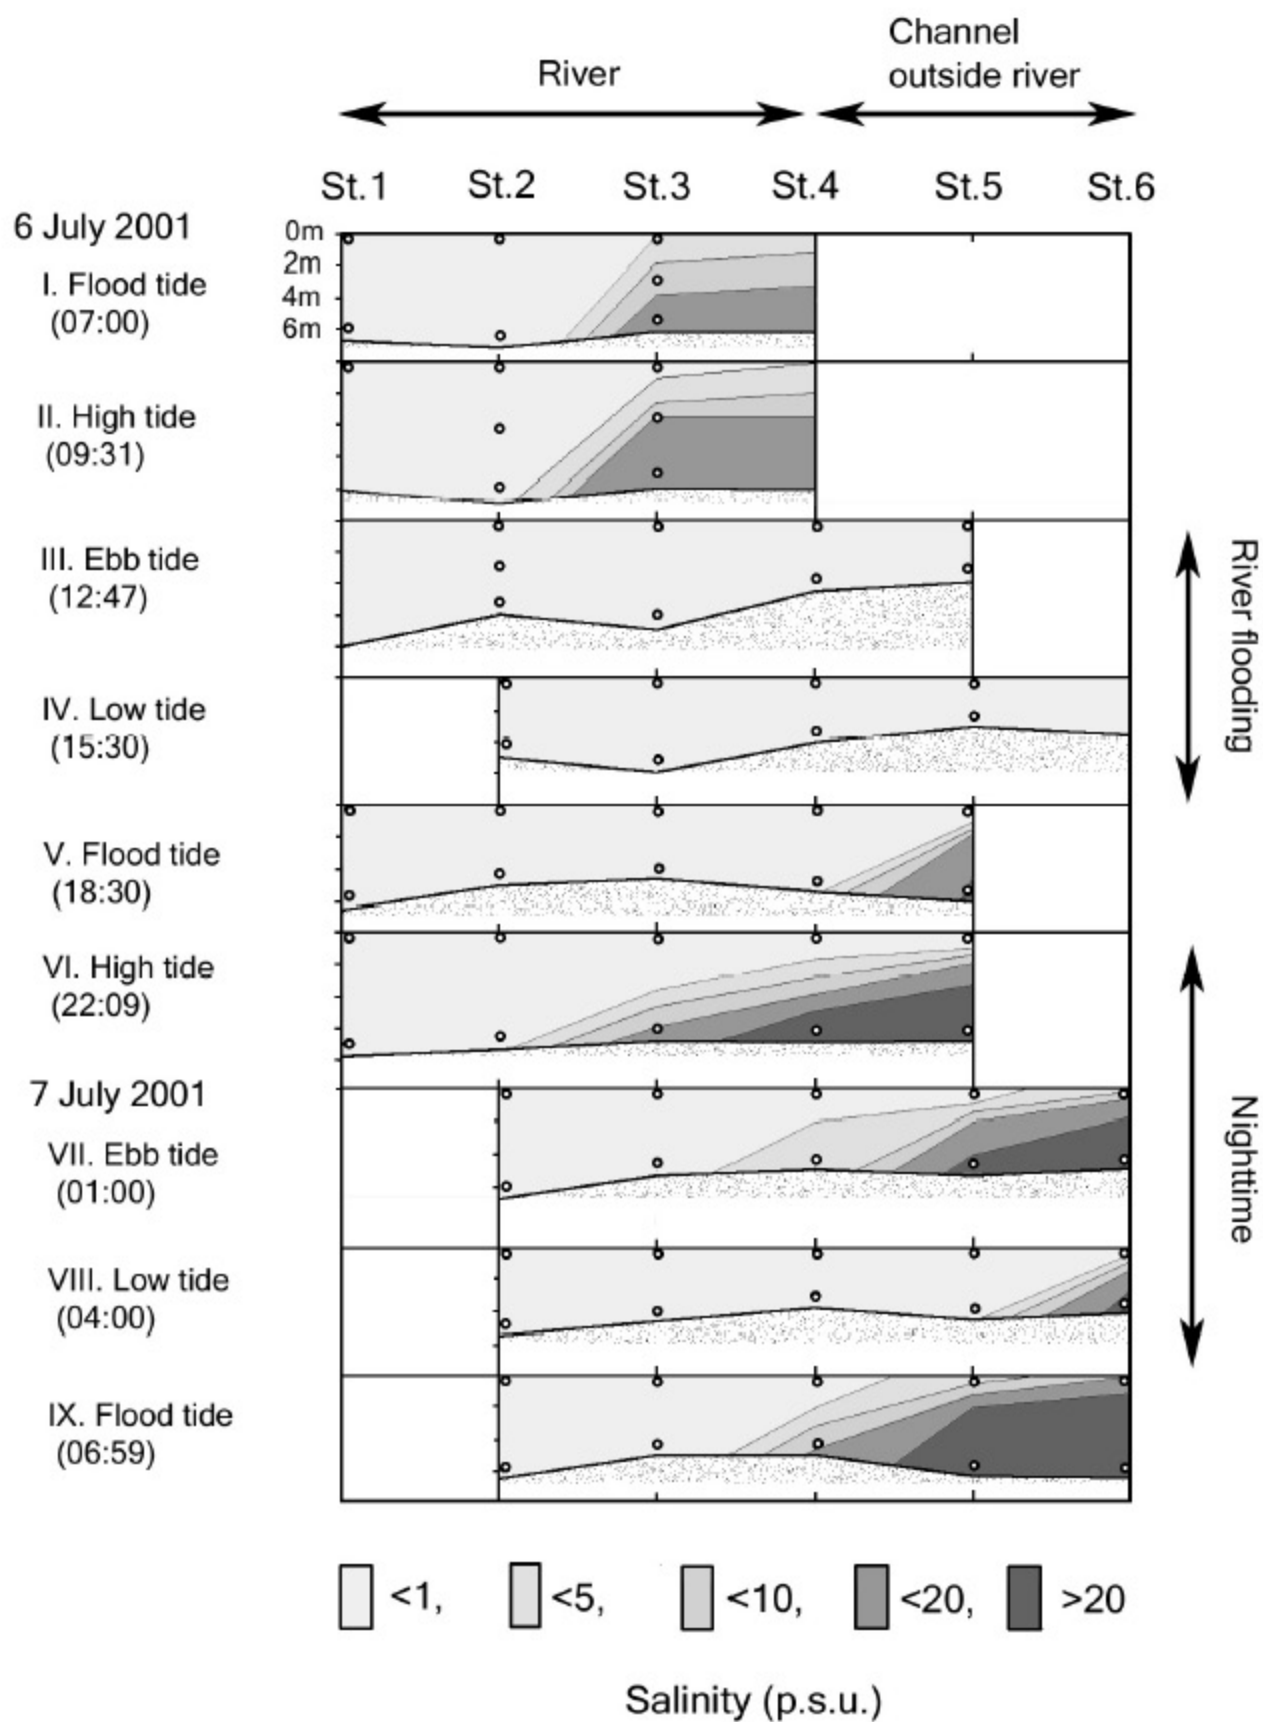 Channel
outside river
River
St.1 St.2 St.3 St.4 St.5 St.6
6 July 2001
0m
2m
4m
6m
I. Flood tide
(07:00)
II. High tide
(09:31)
III. Ebb tide
(12:47)
IV. Low tide
(15:30)
River flooding
V. Flood tide
(18:30)
VI. High tide
(22:09)
7 July 2001
VII. Ebb tide
(01:00)
Nighttime
VIII. Low tide
(04:00)
IX. Flood tide
(06:59)
<1, <5, <10, <20, >20
Salinity (p.s.u.)